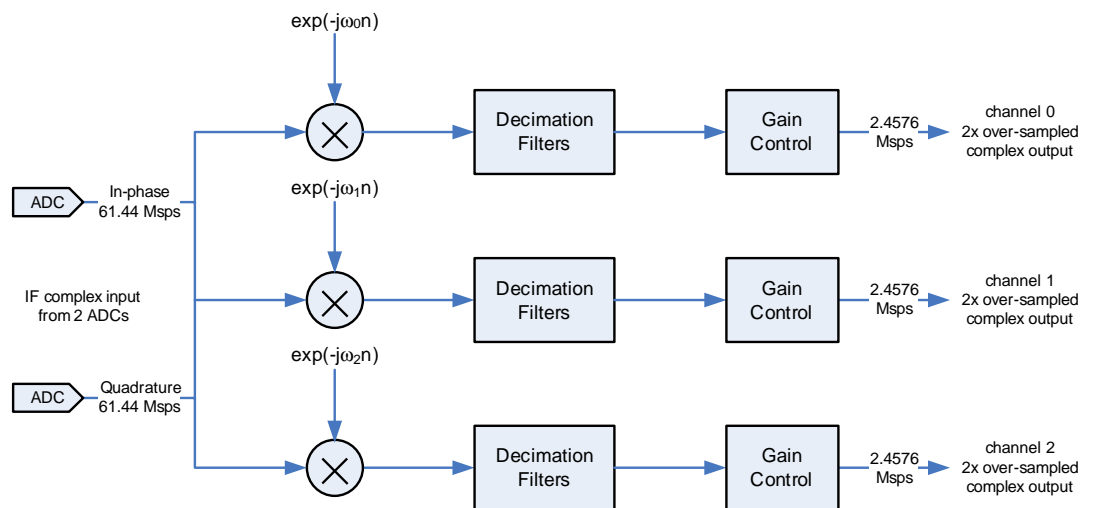 exp(-jω₀n)
Decimation
Filters
Gain
Control
2.4576
Msps
channel 0
2x over-sampled
complex output
ADC
In-phase
61.44 Msps
exp(-jω₁n)
IF complex input
from 2 ADCs
Decimation
Filters
Gain
Control
2.4576
Msps
channel 1
2x over-sampled
complex output
exp(-jω₂n)
ADC
Quadrature
61.44 Msps
Decimation
Filters
Gain
Control
2.4576
Msps
channel 2
2x over-sampled
complex output